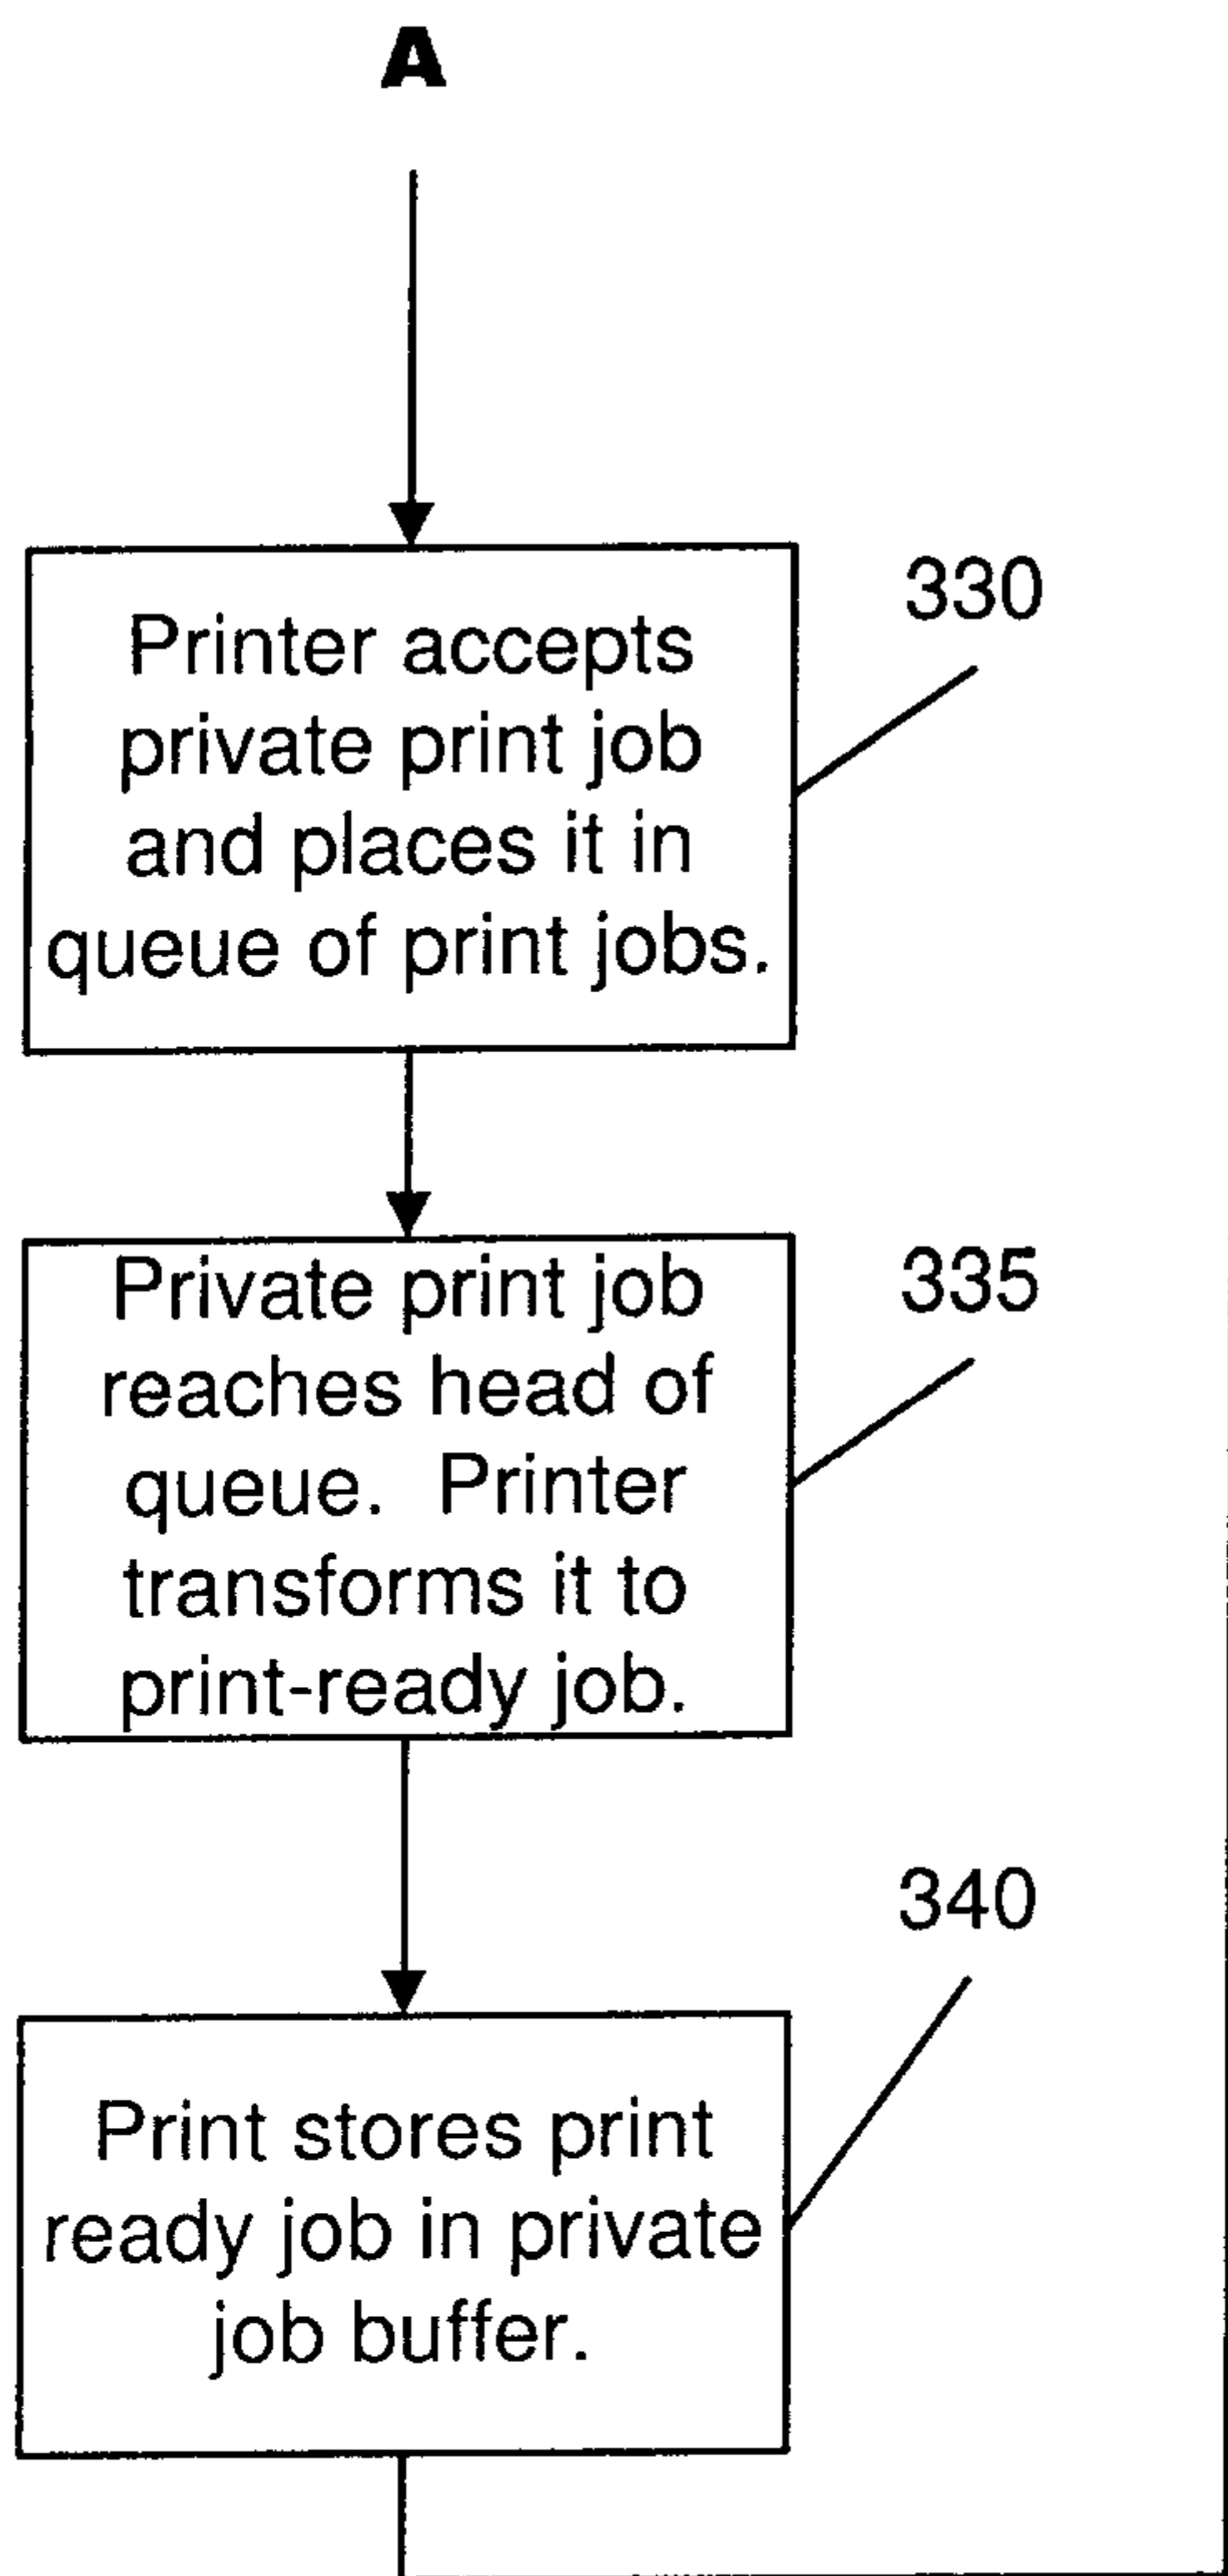 A
330
Printer accepts
private print job
and places it in
queue of print jobs.
335
Private print job
reaches head of
queue. Printer
transforms it to
print-ready job.
340
Print stores print
ready job in private
job buffer.